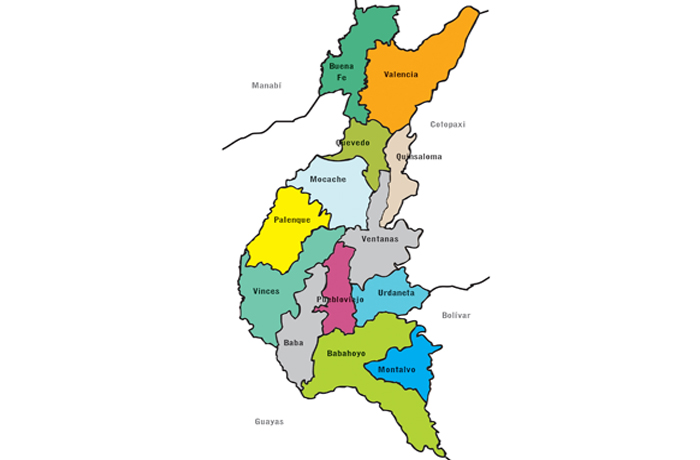 Buena
Fe
Valencia
Manabí
Cotopaxi
Quevedo
Quinsaloma
Mocache
Palenque
Ventanas
Vinces
Puebloviejo
Urdaneta
Bolívar
Baba
Babahoyo
Montalvo
Guayas